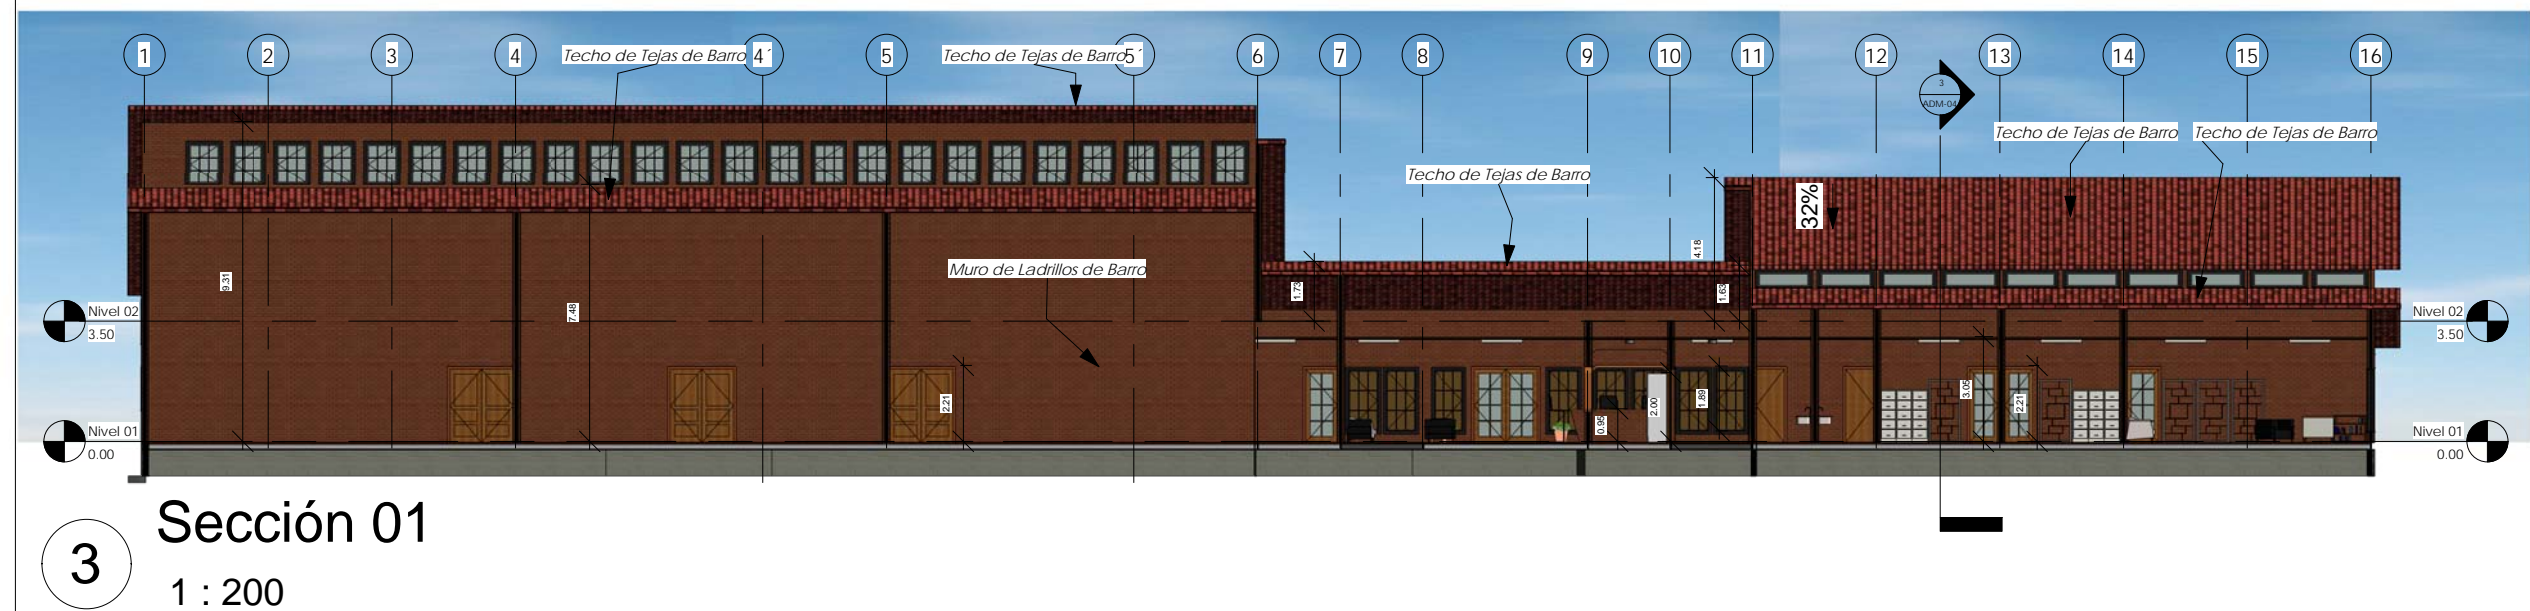 1 2 3 4 4´ 5 5´ 6 7 8 9 10 11 12 13 14 15 16
Techo de Tejas de Barro
Techo de Tejas de Barro
3
ADM-04
Techo de Tejas de Barro
Techo de Tejas de Barro
Techo de Tejas de Barro
32%
4.18
Muro de Ladrillos de Barro
9.31
7.48
1.73
1.63
Nivel 02
3.50
Nivel 02
3.50
2.21
0.95
2.00
1.89
3.05
2.21
Nivel 01
0.00
Nivel 01
0.00
3
Sección 01
1 : 200